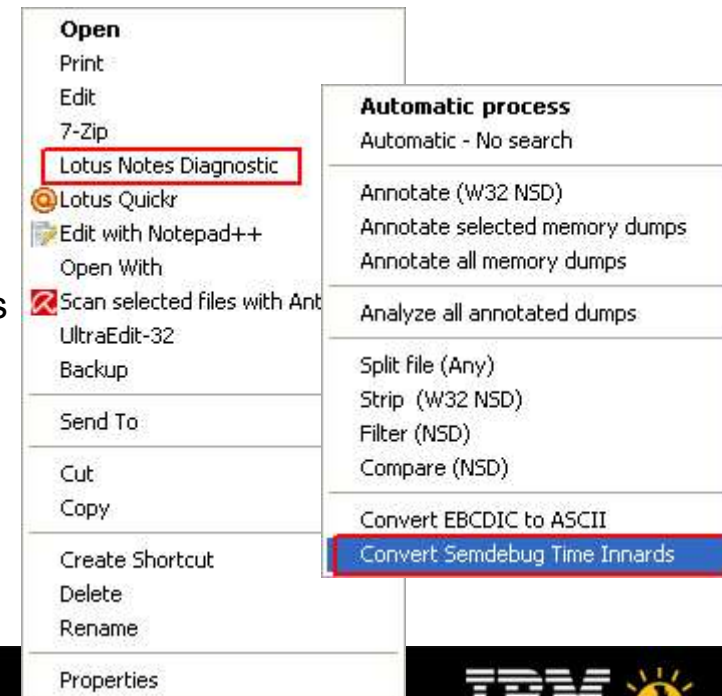 Open
Print
Edit
7-Zip
Lotus Notes Diagnostic
Lotus Quickr
Edit with Notepad++
Open With
Scan selected files with Ant
UltraEdit-32
Backup
Send To
Cut
Copy
Create Shortcut
Delete
Rename
Properties
Automatic process
Automatic - No search
Annotate (W32 NSD)
Annotate selected memory dumps
Annotate all memory dumps
Analyze all annotated dumps
Split file (Any)
Strip (W32 NSD)
Filter (NSD)
Compare (NSD)
Convert EBCDIC to ASCII
Convert Semdebug Time Innards
s
IBM